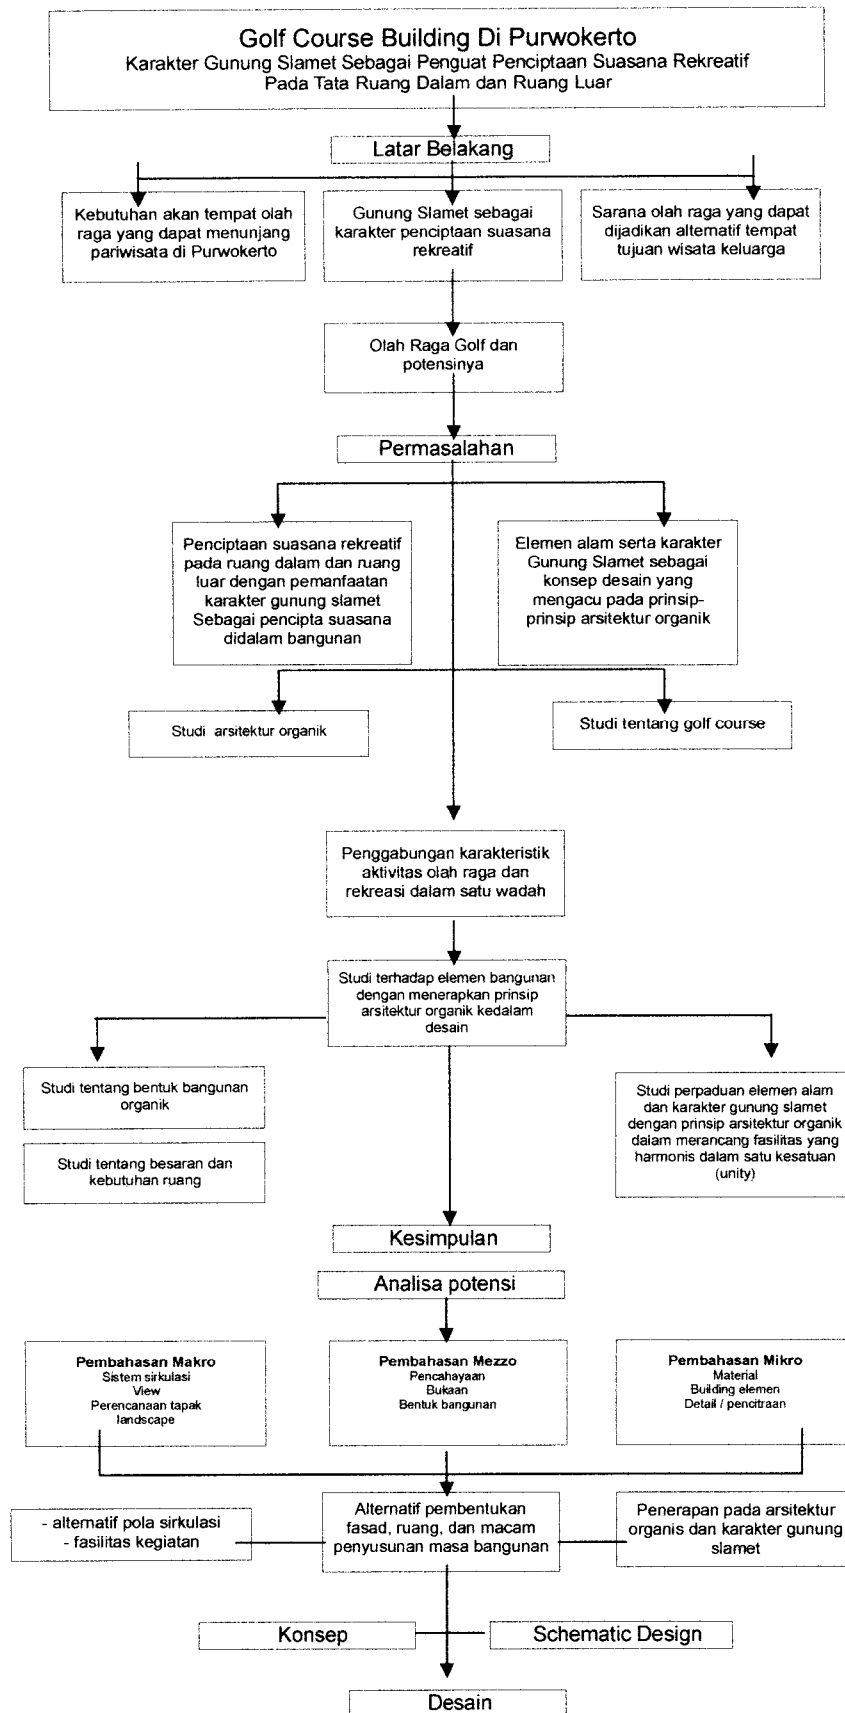 Golf Course Building Di Purwokerto
Karakter Gunung Slamet Sebagai Penguat Penciptaan Suasana Rekreatif
Pada Tata Ruang Dalam dan Ruang Luar
Latar Belakang
Kebutuhan akan tempat olah
raga yang dapat menunjang
pariwisata di Purwokerto
Gunung Slamet sebagai
karakter penciptaan suasana
rekreatif
Sarana olah raga yang dapat
dijadikan alternatif tempat
tujuan wisata keluarga
Olah Raga Golf dan
potensinya
Permasalahan
Penciptaan suasana rekreatif
pada ruang dalam dan ruang
luar dengan pemanfaatan
karakter gunung slamet
Sebagai pencipta suasana
didalam bangunan
Elemen alam serta karakter
Gunung Slamet sebagai
konsep desain yang
mengacu pada prinsip-
prinsip arsitektur organik
Studi arsitektur organik
Studi tentang golf course
Penggabungan karakteristik
aktivitas olah raga dan
rekreasi dalam satu wadah
Studi terhadap elemen bangunan
dengan menerapkan prinsip
arsitektur organik kedalam
desain
Studi tentang bentuk bangunan
organik
Studi tentang besaran dan
kebutuhan ruang
Studi perpaduan elemen alam
dan karakter gunung slamet
dengan prinsip arsitektur organik
dalam merancang fasilitas yang
harmonis dalam satu kesatuan
(unity)
Kesimpulan
Analisa potensi
Pembahasan Makro
Sistem sirkulasi
View
Perencanaan tapak
landscape
Pembahasan Mezzo
Pencahayaan
Bukaan
Bentuk bangunan
Pembahasan Mikro
Material
Building elemen
Detail / pencitraan
- alternatif pola sirkulasi
- fasilitas kegiatan
Alternatif pembentukan
fasad, ruang, dan macam
penyusunan masa bangunan
Penerapan pada arsitektur
organis dan karakter gunung
slamet
Konsep
Schematic Design
Desain